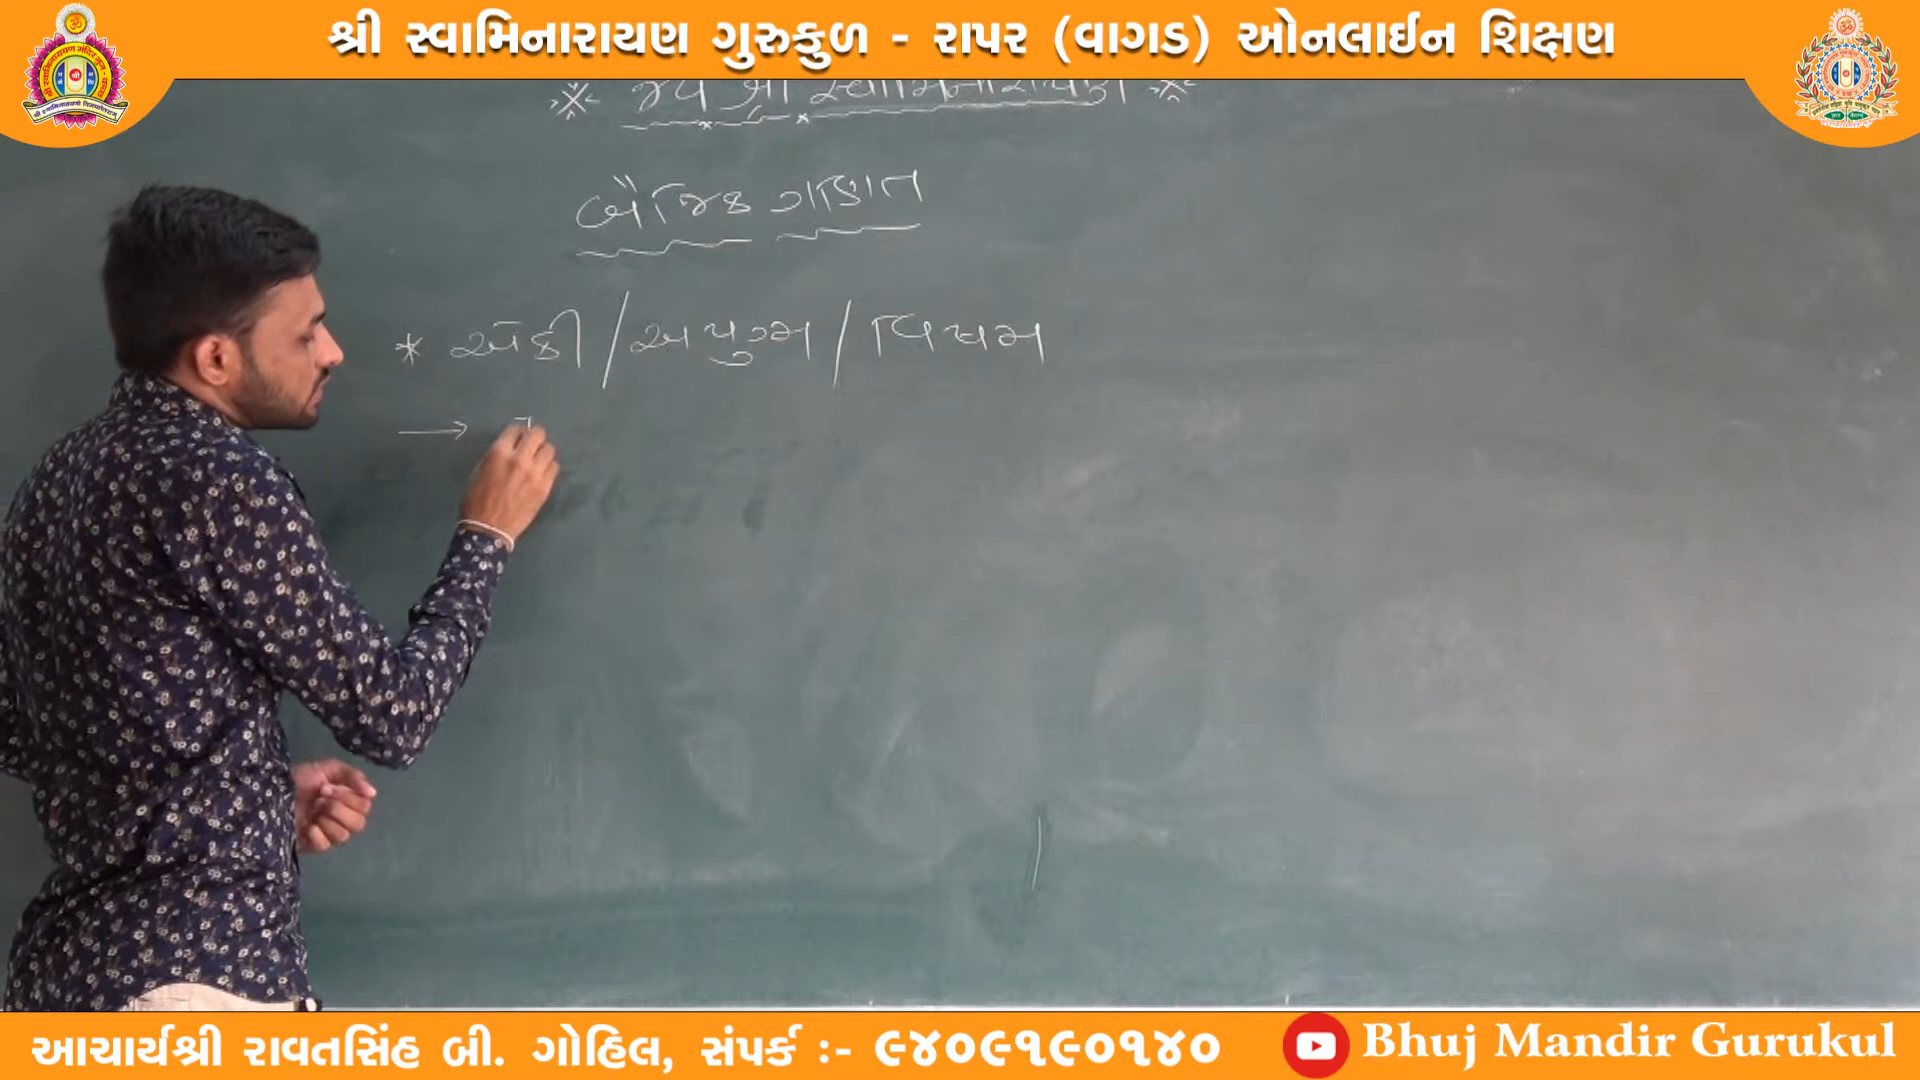 શ્રી સ્વામિનારાયણ ગુરુકુળ - રાપર (વાગડ) ઓનલાઈન શિક્ષણ
* જય શ્રી સ્વામિનારાયણ *
બૈજિક ગણિત
* એકી / અયુગ્મ / વિષમ
→
આચાર્યશ્રી રાવતસિંહ બી. ગોહિલ, સંપર્ક :- ૯૪૦૯૧૯૦૧૪૦
Bhuj Mandir Gurukul